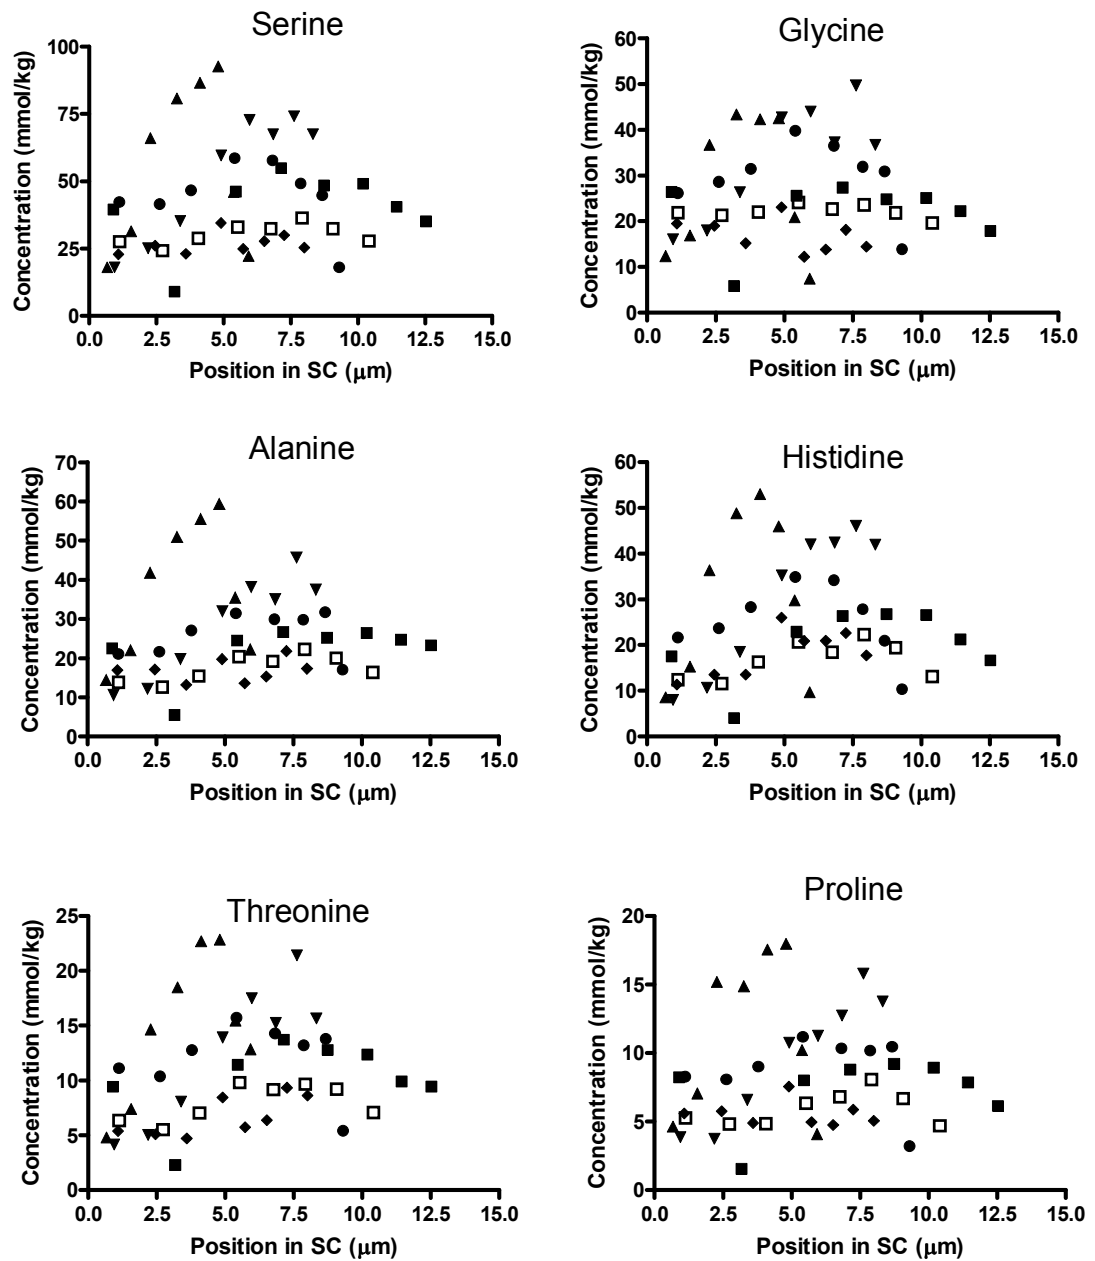 Serine
Concentration (mmol/kg)
100
75
50
25
0
0.0 2.5 5.0 7.5 10.0 12.5 15.0
Position in SC (μm)
Glycine
Concentration (mmol/kg)
60
50
40
30
20
10
0
0.0 2.5 5.0 7.5 10.0 12.5 15.0
Position in SC (μm)
Alanine
Concentration (mmol/kg)
70
60
50
40
30
20
10
0
0.0 2.5 5.0 7.5 10.0 12.5 15.0
Position in SC (μm)
Histidine
Concentration (mmol/kg)
60
50
40
30
20
10
0
0.0 2.5 5.0 7.5 10.0 12.5 15.0
Position in SC (μm)
Threonine
Concentration (mmol/kg)
25
20
15
10
5
0
0.0 2.5 5.0 7.5 10.0 12.5 15.0
Position in SC (μm)
Proline
Concentration (mmol/kg)
20
15
10
5
0
0.0 2.5 5.0 7.5 10.0 12.5 15.0
Position in SC (μm)